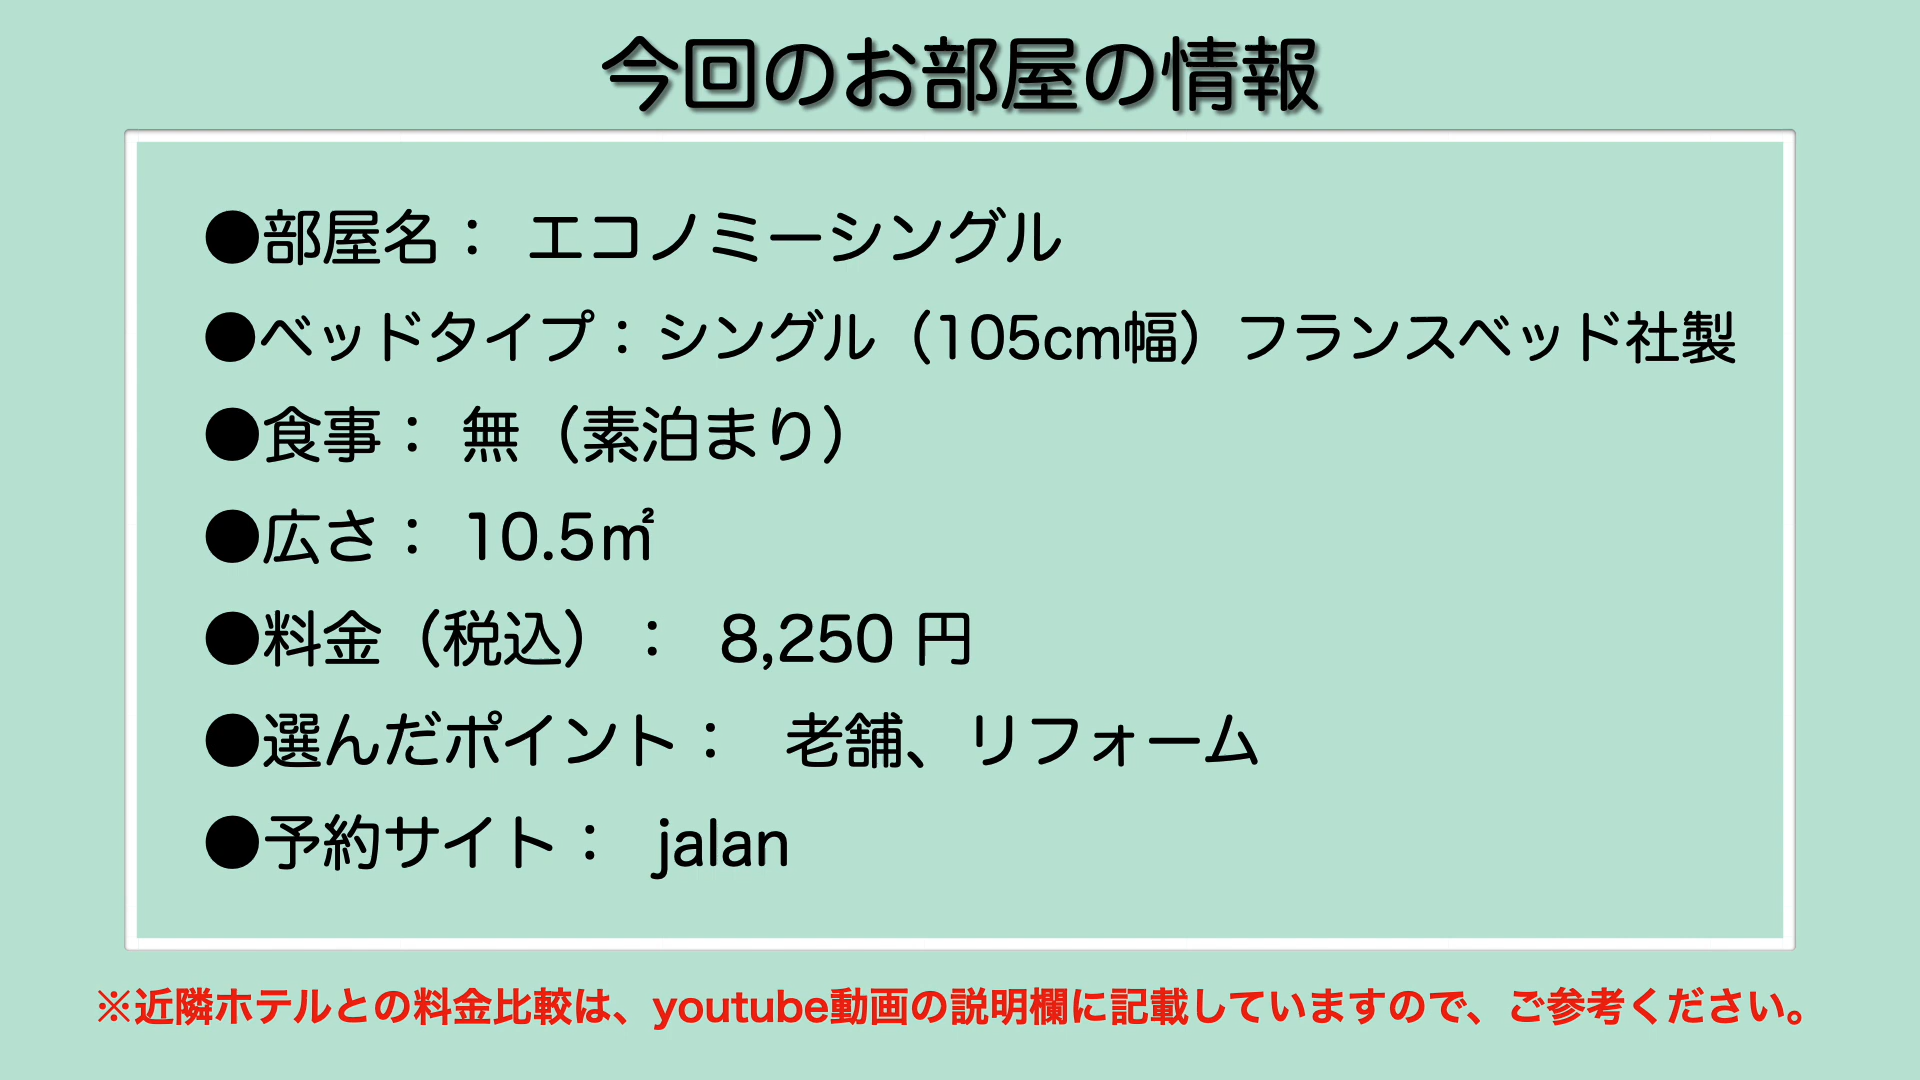 今回のお部屋の情報
●部屋名： エコノミーシングル
●ベッドタイプ：シングル（105cm幅）フランスベッド社製
●食事： 無（素泊まり）
●広さ： 10.5㎡
●料金（税込）： 8,250 円
●選んだポイント： 老舗、リフォーム
●予約サイト： jalan
※近隣ホテルとの料金比較は、youtube動画の説明欄に記載していますので、ご参考ください。